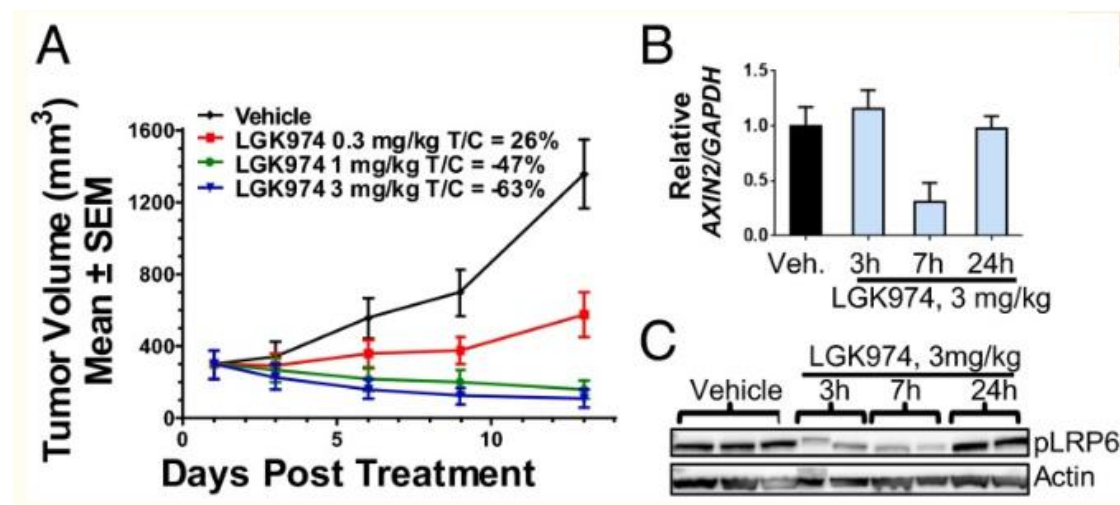 A
Tumor Volume (mm3)
Mean ± SEM
1600
1200
800
400
0
0
5
10
Days Post Treatment
Vehicle
LGK974 0.3 mg/kg T/C = 26%
LGK974 1 mg/kg T/C = -47%
LGK974 3 mg/kg T/C = -63%
B
Relative
AXIN2/GAPDH
1.5
1.0
0.5
0.0
Veh. 3h 7h 24h
LGK974, 3 mg/kg
C
LGK974, 3mg/kg
Vehicle 3h 7h 24h
pLRP6
Actin